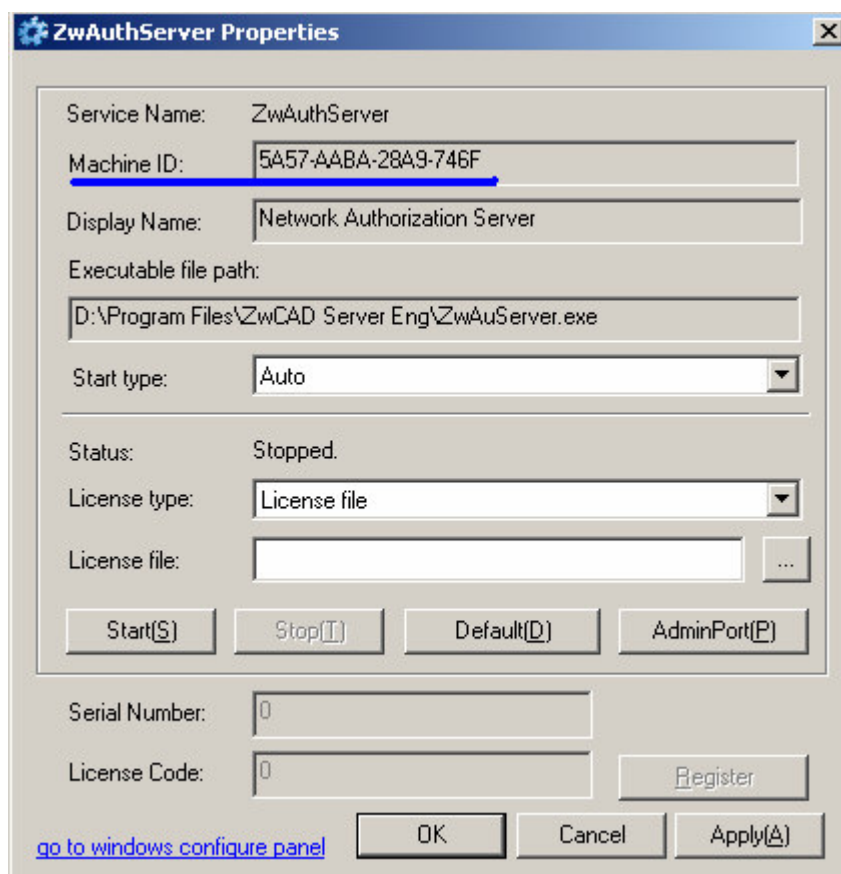 ZwAuthServer Properties
Service Name: ZwAuthServer
Machine ID: 5A57-AABA-28A9-746F
Display Name: Network Authorization Server
Executable file path:
D:\Program Files\ZwCAD Server Eng\ZwAuServer.exe
Start type: Auto
Status: Stopped.
License type: License file
License file: ...
Start(S) Stop(T) Default(D) AdminPort(P)
Serial Number: 0
License Code: 0 Register
go to windows configure panel OK Cancel Apply(A)